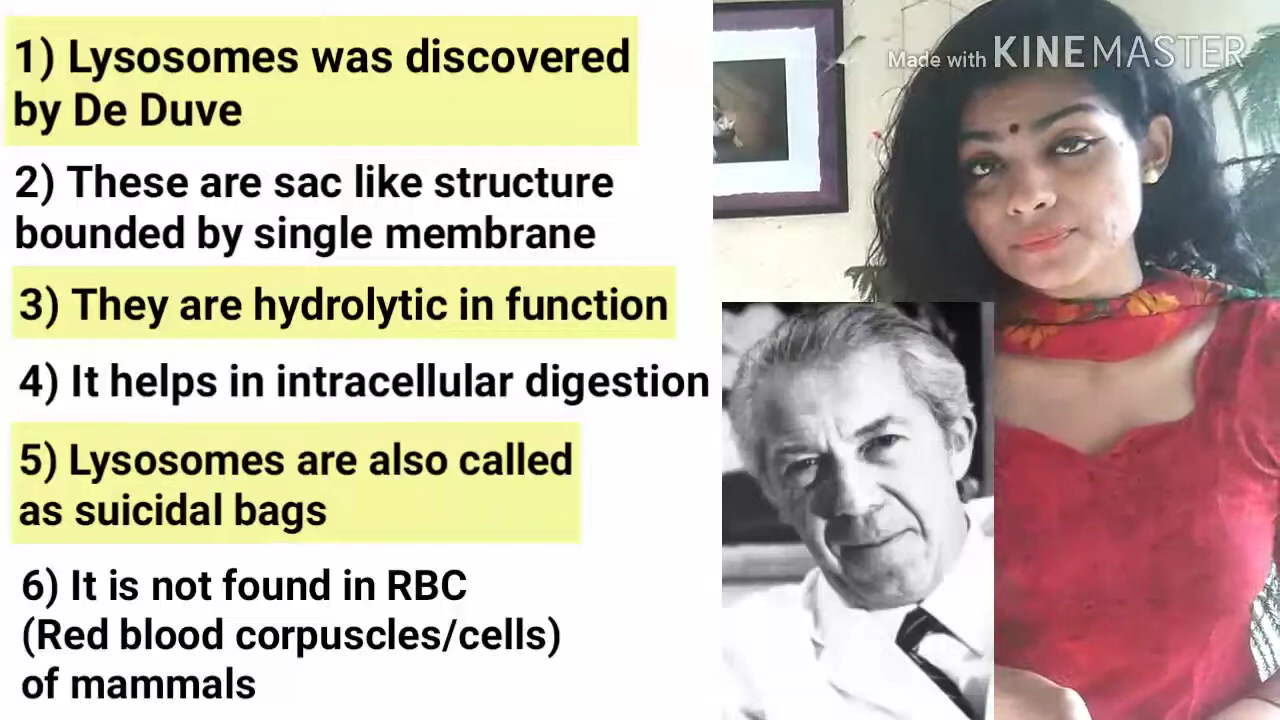 1) Lysosomes was discovered
by De Duve
2) These are sac like structure
bounded by single membrane
3) They are hydrolytic in function
4) It helps in intracellular digestion
5) Lysosomes are also called
as suicidal bags
6) It is not found in RBC
(Red blood corpuscles/cells)
of mammals
Made with KINEMASTER